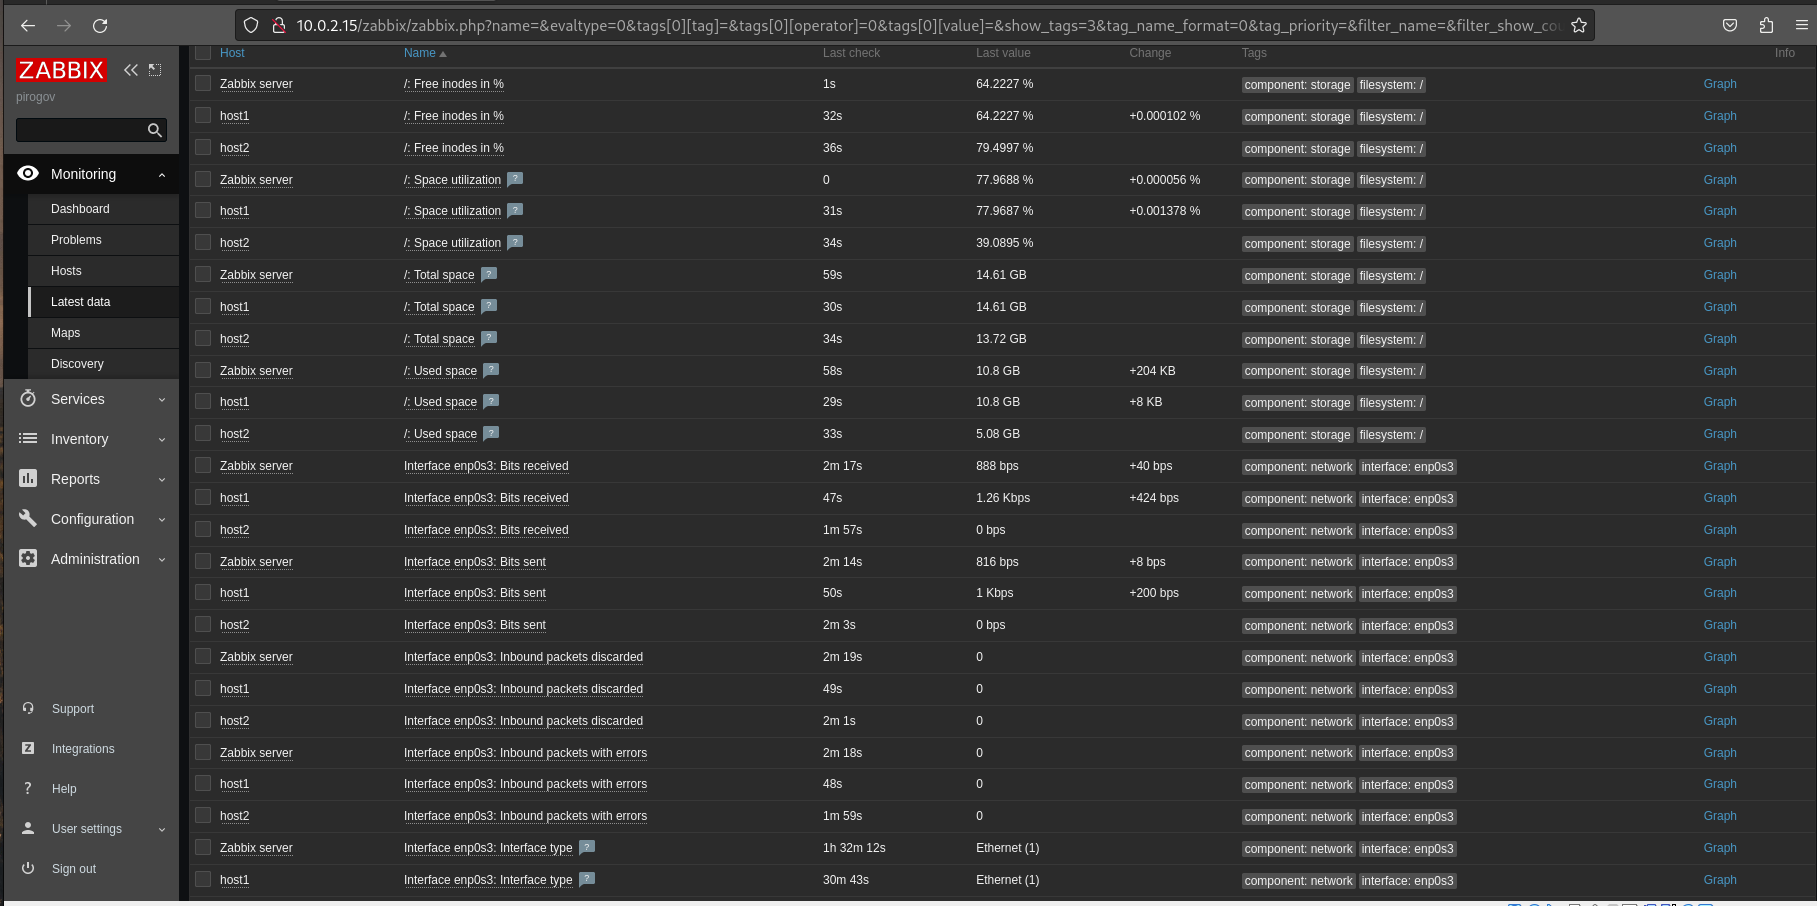 10.0.2.15/zabbix/zabbix.php?name=&evaltype=0&tags[0][tag]=&tags[0][operator]=0&tags[0][value]=&show_tags=3&tag_name_format=0&tag_priority=&filter_name=&filter_show_cou
ZABBIX
pirogov
Monitoring
Dashboard
Problems
Hosts
Latest data
Maps
Discovery
Services
Inventory
Reports
Configuration
Administration
Support
Integrations
Help
User settings
Sign out
Host Name Last check Last value Change Tags Info
Zabbix server /: Free inodes in % 1s 64.2227 % component: storage filesystem: / Graph
host1 /: Free inodes in % 32s 64.2227 % +0.000102 % component: storage filesystem: / Graph
host2 /: Free inodes in % 36s 79.4997 % component: storage filesystem: / Graph
Zabbix server /: Space utilization ? 0 77.9688 % +0.000056 % component: storage filesystem: / Graph
host1 /: Space utilization ? 31s 77.9687 % +0.001378 % component: storage filesystem: / Graph
host2 /: Space utilization ? 34s 39.0895 % component: storage filesystem: / Graph
Zabbix server /: Total space ? 59s 14.61 GB component: storage filesystem: / Graph
host1 /: Total space ? 30s 14.61 GB component: storage filesystem: / Graph
host2 /: Total space ? 34s 13.72 GB component: storage filesystem: / Graph
Zabbix server /: Used space ? 58s 10.8 GB +204 KB component: storage filesystem: / Graph
host1 /: Used space ? 29s 10.8 GB +8 KB component: storage filesystem: / Graph
host2 /: Used space ? 33s 5.08 GB component: storage filesystem: / Graph
Zabbix server Interface enp0s3: Bits received 2m 17s 888 bps +40 bps component: network interface: enp0s3 Graph
host1 Interface enp0s3: Bits received 47s 1.26 Kbps +424 bps component: network interface: enp0s3 Graph
host2 Interface enp0s3: Bits received 1m 57s 0 bps component: network interface: enp0s3 Graph
Zabbix server Interface enp0s3: Bits sent 2m 14s 816 bps +8 bps component: network interface: enp0s3 Graph
host1 Interface enp0s3: Bits sent 50s 1 Kbps +200 bps component: network interface: enp0s3 Graph
host2 Interface enp0s3: Bits sent 2m 3s 0 bps component: network interface: enp0s3 Graph
Zabbix server Interface enp0s3: Inbound packets discarded 2m 19s 0 component: network interface: enp0s3 Graph
host1 Interface enp0s3: Inbound packets discarded 49s 0 component: network interface: enp0s3 Graph
host2 Interface enp0s3: Inbound packets discarded 2m 1s 0 component: network interface: enp0s3 Graph
Zabbix server Interface enp0s3: Inbound packets with errors 2m 18s 0 component: network interface: enp0s3 Graph
host1 Interface enp0s3: Inbound packets with errors 48s 0 component: network interface: enp0s3 Graph
host2 Interface enp0s3: Inbound packets with errors 1m 59s 0 component: network interface: enp0s3 Graph
Zabbix server Interface enp0s3: Interface type ? 1h 32m 12s Ethernet (1) component: network interface: enp0s3 Graph
host1 Interface enp0s3: Interface type ? 30m 43s Ethernet (1) component: network interface: enp0s3 Graph